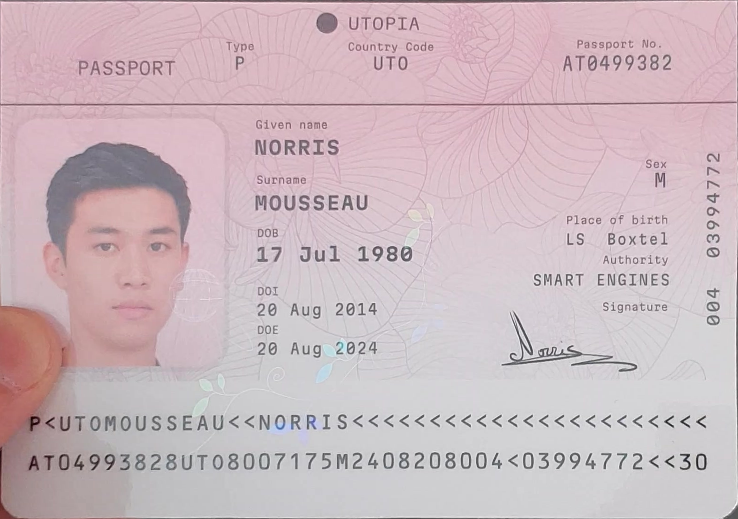 UTOPIA
PASSPORT
Type
P
Country Code
UTO
Passport No.
AT0499382
Given name
NORRIS
Surname
MOUSSEAU
DOB
17 Jul 1980
DOI
20 Aug 2014
DOE
20 Aug 2024
Sex
M
Place of birth
LS Boxtel
Authority
SMART ENGINES
Signature
Norris
004 03994772
P<UTOMOUSSEAU<<NORRIS<<<<<<<<<<<<<<<<<<<<<<<
AT04993828UTO8007175M2408208004<03994772<<30